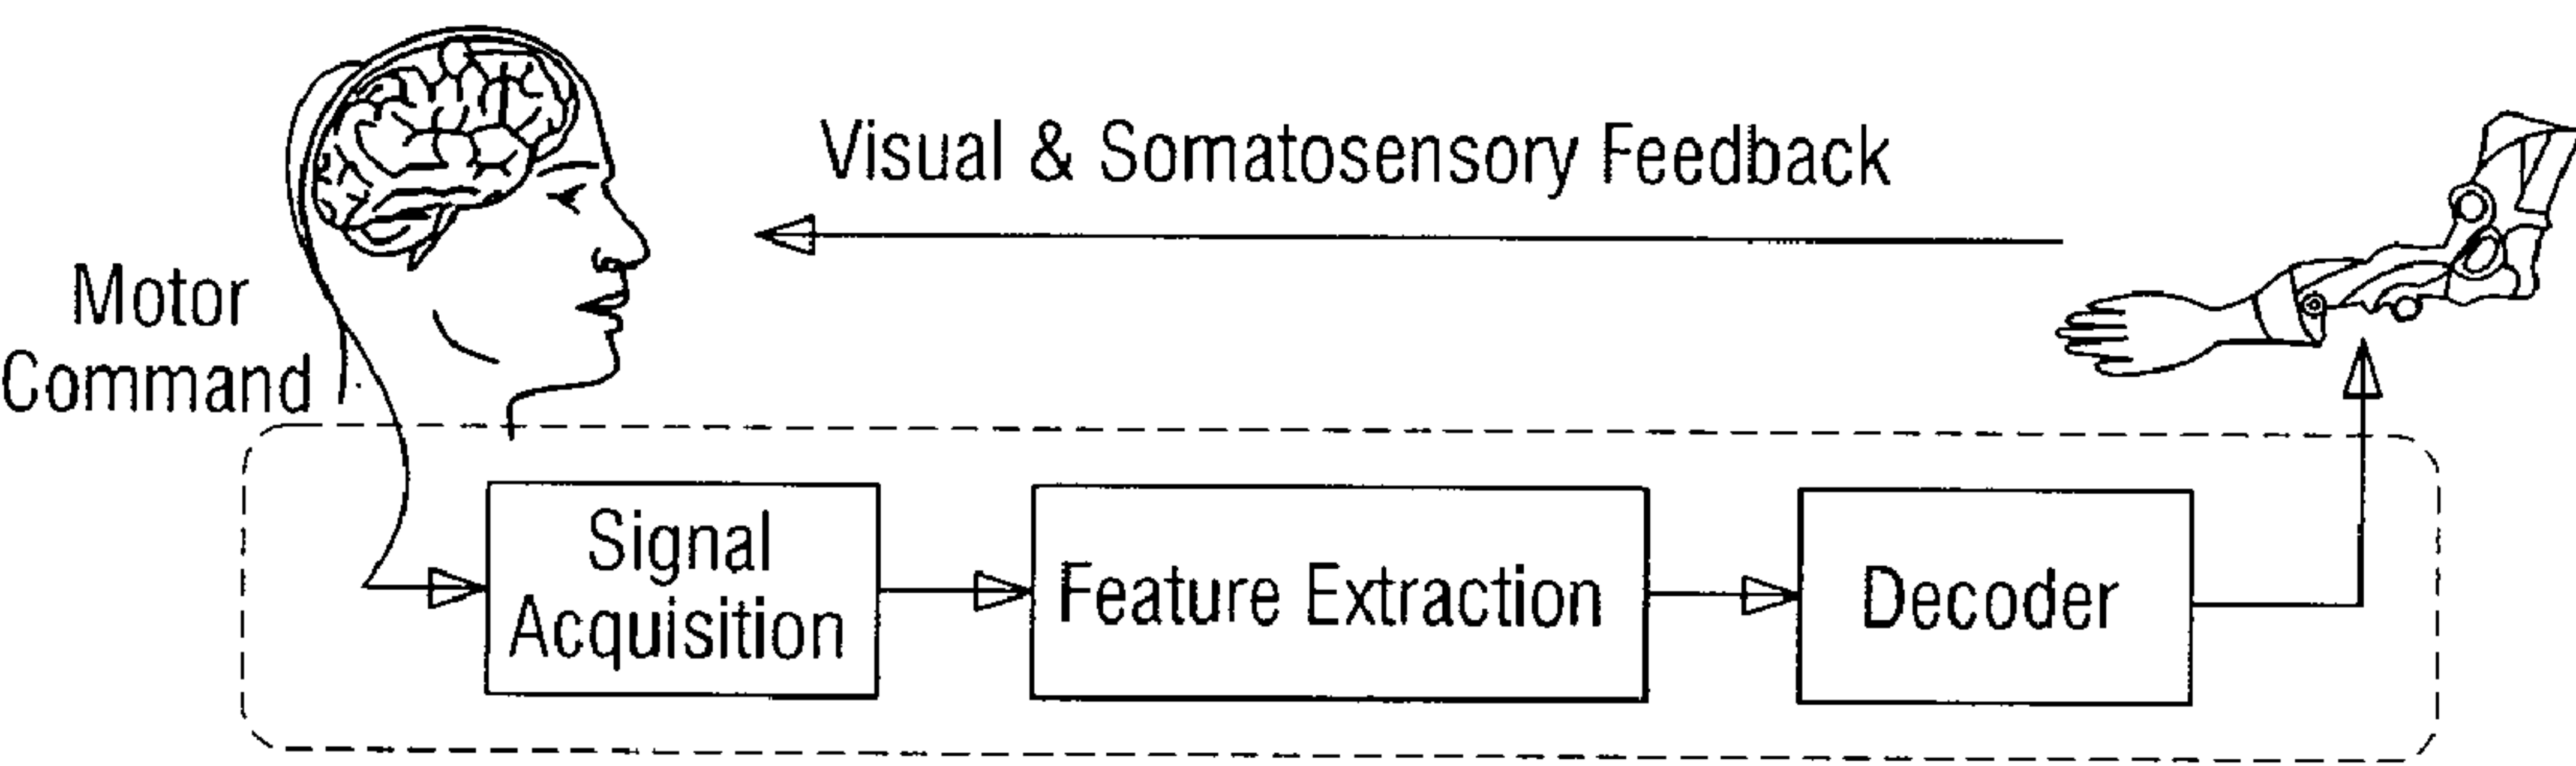 Visual & Somatosensory Feedback
Motor
Command
Signal
Acquisition
Feature Extraction
Decoder